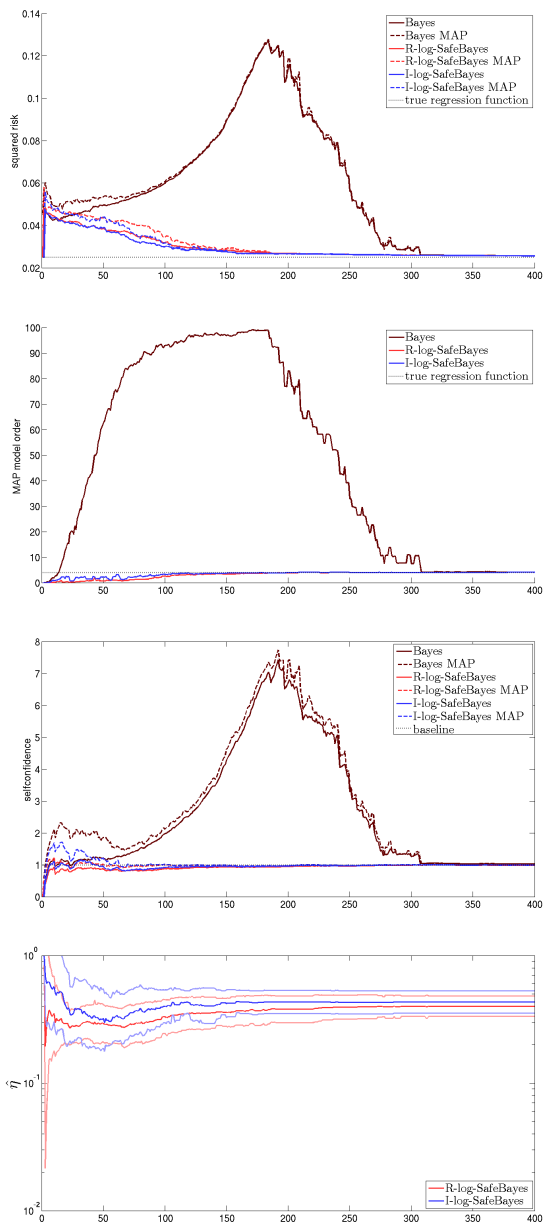 0.14
0.12
0.1
0.08
0.06
0.04
0.02
squared risk
0 50 100 150 200 250 300 350 400
Bayes
Bayes MAP
R-log-SafeBayes
R-log-SafeBayes MAP
I-log-SafeBayes
I-log-SafeBayes MAP
true regression function
100
90
80
70
60
50
40
30
20
10
0
MAP model order
0 50 100 150 200 250 300 350 400
Bayes
R-log-SafeBayes
I-log-SafeBayes
true regression function
8
7
6
5
4
3
2
1
0
selfconfidence
0 50 100 150 200 250 300 350 400
Bayes
Bayes MAP
R-log-SafeBayes
R-log-SafeBayes MAP
I-log-SafeBayes
I-log-SafeBayes MAP
baseline
10^0
10^-1
10^-2
η̂
0 50 100 150 200 250 300 350 400
R-log-SafeBayes
I-log-SafeBayes